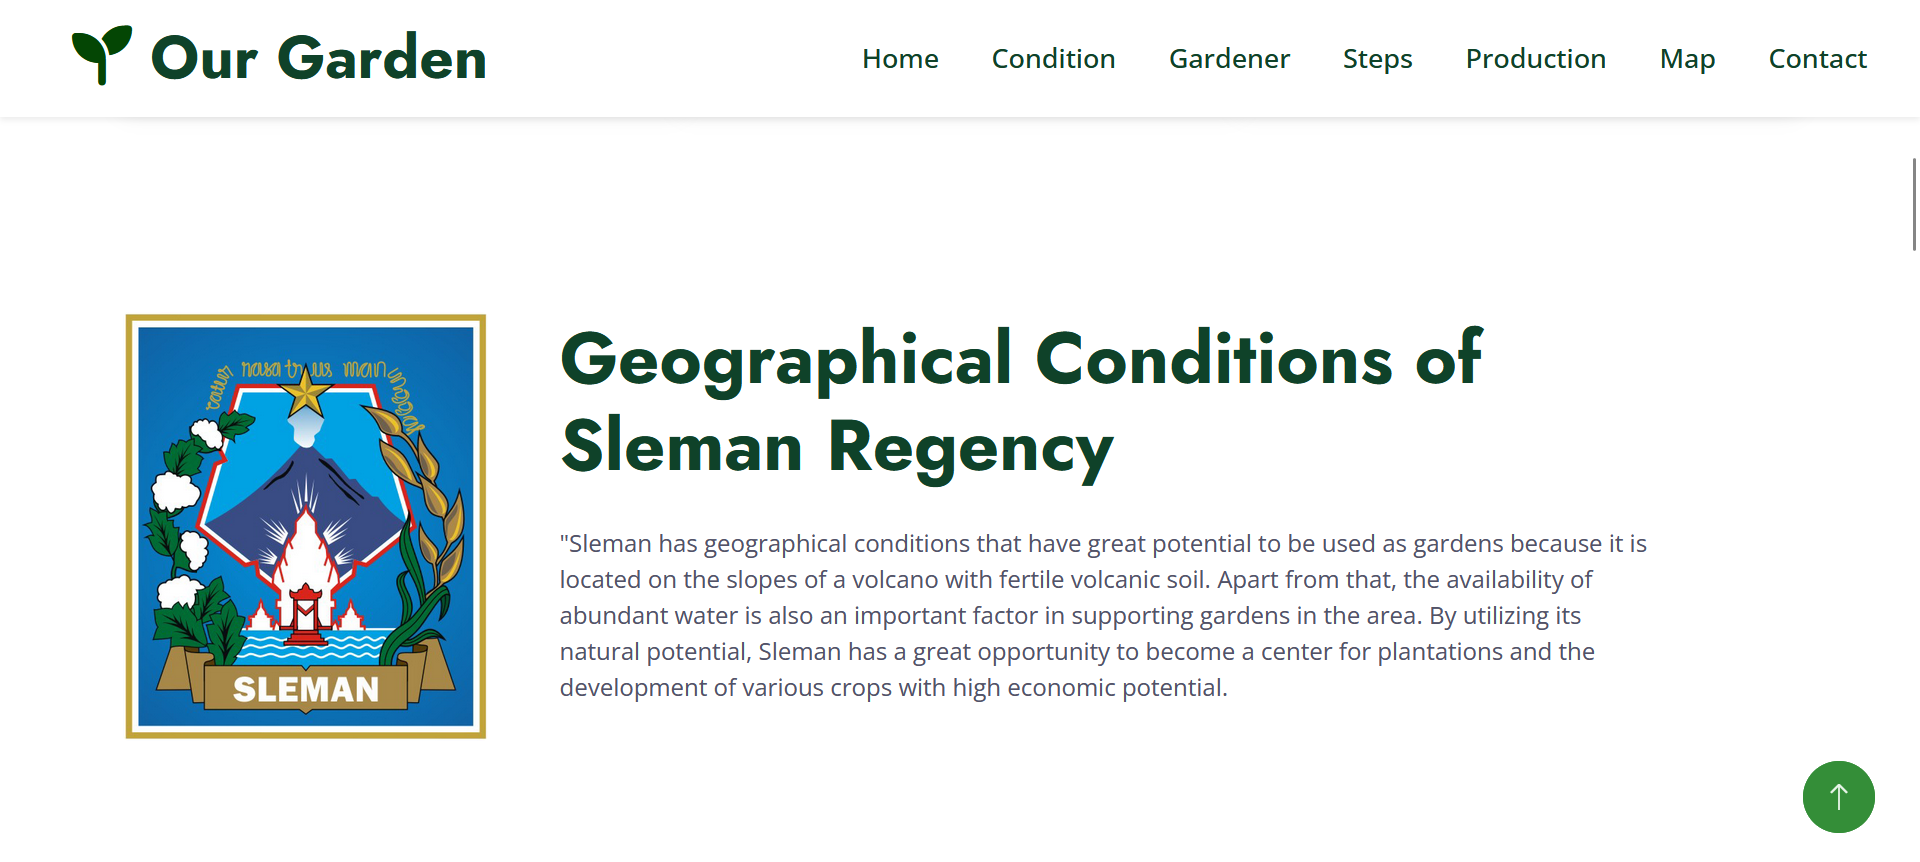 Our Garden
Home Condition Gardener Steps Production Map Contact
Geographical Conditions of
Sleman Regency
"Sleman has geographical conditions that have great potential to be used as gardens because it is
located on the slopes of a volcano with fertile volcanic soil. Apart from that, the availability of
abundant water is also an important factor in supporting gardens in the area. By utilizing its
natural potential, Sleman has a great opportunity to become a center for plantations and the
development of various crops with high economic potential.
SLEMAN